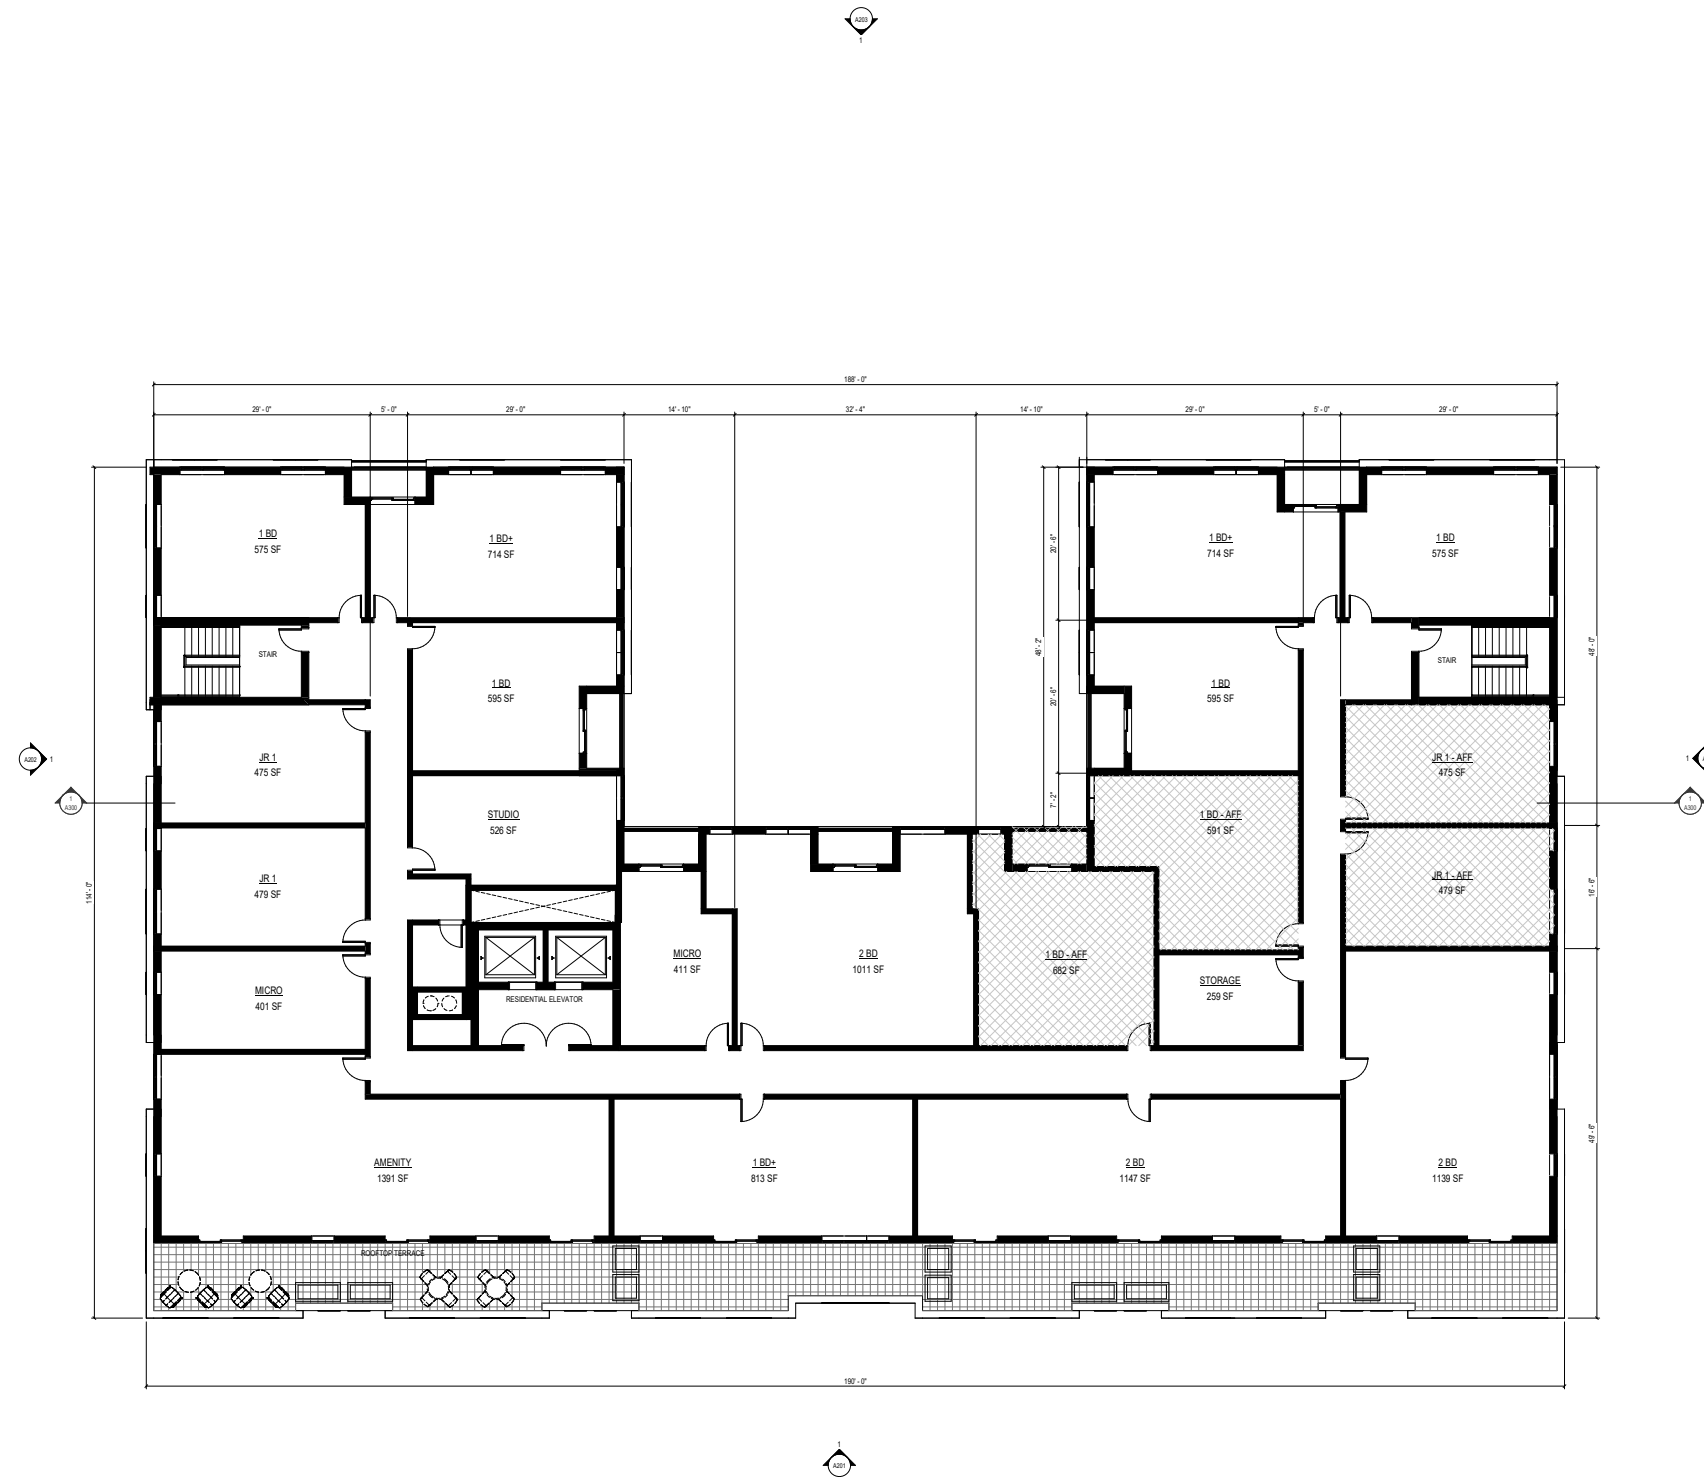 A203
1
188' - 0"
29' - 0"
5' - 0"
29' - 0"
14' - 10"
32' - 4"
14' - 10"
29' - 0"
5' - 0"
29' - 0"
1 BD
575 SF
1 BD+
714 SF
1 BD+
714 SF
1 BD
575 SF
20' - 6"
48' - 2"
48' - 0"
STAIR
STAIR
1 BD
595 SF
1 BD
595 SF
20' - 6"
A202
1
1
JR 1
475 SF
JR 1 - AFF
475 SF
1
A300
1
A300
7' - 2"
STUDIO
526 SF
1 BD - AFF
591 SF
114' - 0"
JR 1
479 SF
JR 1 - AFF
479 SF
16' - 6"
MICRO
411 SF
2 BD
1011 SF
1 BD - AFF
682 SF
MICRO
401 SF
RESIDENTIAL ELEVATOR
STORAGE
259 SF
49' - 6"
AMENITY
1391 SF
1 BD+
813 SF
2 BD
1147 SF
2 BD
1139 SF
ROOFTOP TERRACE
190' - 0"
1
A201